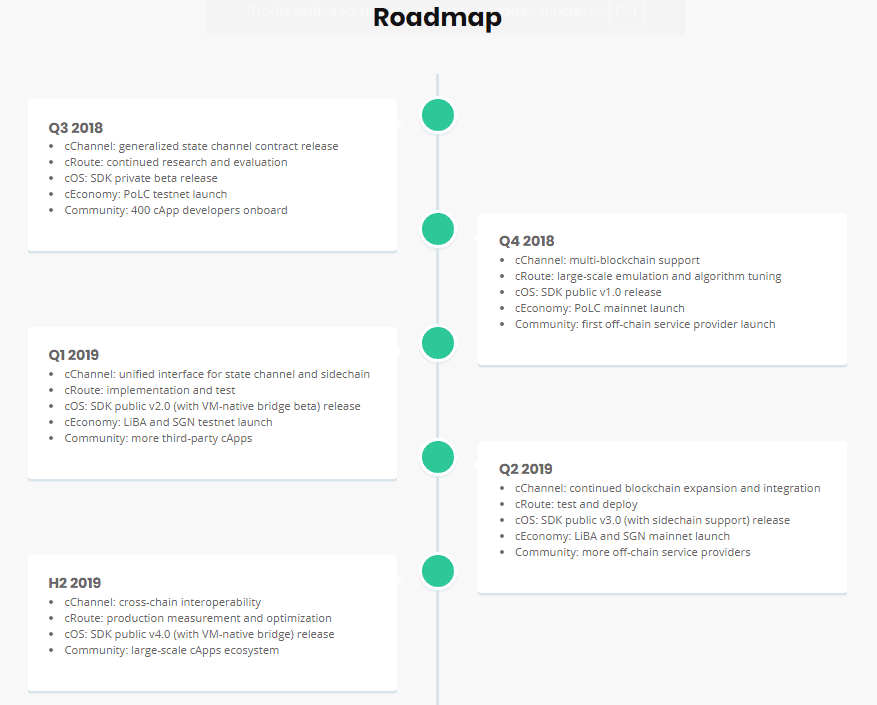 Roadmap
Q3 2018
• cChannel: generalized state channel contract release
• cRoute: continued research and evaluation
• cOS: SDK private beta release
• cEconomy: PoLC testnet launch
• Community: 400 cApp developers onboard
Q4 2018
• cChannel: multi-blockchain support
• cRoute: large-scale emulation and algorithm tuning
• cOS: SDK public v1.0 release
• cEconomy: PoLC mainnet launch
• Community: first off-chain service provider launch
Q1 2019
• cChannel: unified interface for state channel and sidechain
• cRoute: implementation and test
• cOS: SDK public v2.0 (with VM-native bridge beta) release
• cEconomy: LiBA and SGN testnet launch
• Community: more third-party cApps
Q2 2019
• cChannel: continued blockchain expansion and integration
• cRoute: test and deploy
• cOS: SDK public v3.0 (with sidechain support) release
• cEconomy: LiBA and SGN mainnet launch
• Community: more off-chain service providers
H2 2019
• cChannel: cross-chain interoperability
• cRoute: production measurement and optimization
• cOS: SDK public v4.0 (with VM-native bridge) release
• Community: large-scale cApps ecosystem